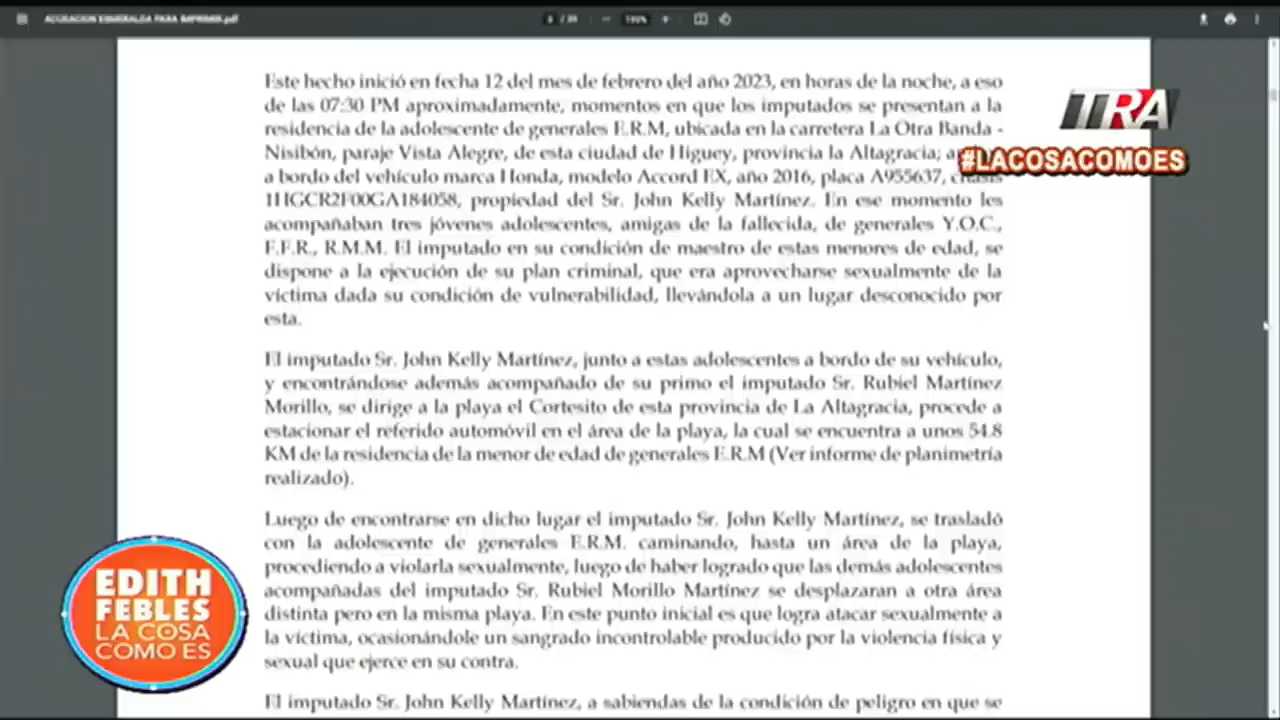 ACUSACION ESMERALDA PARA IMPRIMIR.pdf
Este hecho inició en fecha 12 del mes de febrero del año 2023, en horas de la noche, a eso
de las 07:30 PM aproximadamente, momentos en que los imputados se presentan a la
residencia de la adolescente de generales E.R.M, ubicada en la carretera La Otra Banda -
Nisibón, paraje Vista Alegre, de esta ciudad de Higuey, provincia la Altagracia;
a bordo del vehículo marca Honda, modelo Accord EX, año 2016, placa A955637, chasis
1HGCR2F00GA184058, propiedad del Sr. John Kelly Martínez. En ese momento les
acompañaban tres jóvenes adolescentes, amigas de la fallecida, de generales Y.O.C.,
F.F.R., R.M.M. El imputado en su condición de maestro de estas menores de edad, se
dispone a la ejecución de su plan criminal, que era aprovecharse sexualmente de la
víctima dada su condición de vulnerabilidad, llevándola a un lugar desconocido por
esta.
El imputado Sr. John Kelly Martínez, junto a estas adolescentes a bordo de su vehículo,
y encontrándose además acompañado de su primo el imputado Sr. Rubiel Martínez
Morillo, se dirige a la playa el Cortesito de esta provincia de La Altagracia, procede a
estacionar el referido automóvil en el área de la playa, la cual se encuentra a unos 54.8
KM de la residencia de la menor de edad de generales E.R.M (Ver informe de planimetría
realizado).
Luego de encontrarse en dicho lugar el imputado Sr. John Kelly Martínez, se trasladó
con la adolescente de generales E.R.M. caminando, hasta un área de la playa,
procediendo a violarla sexualmente, luego de haber logrado que las demás adolescentes
acompañadas del imputado Sr. Rubiel Morillo Martínez se desplazaran a otra área
distinta pero en la misma playa. En este punto inicial es que logra atacar sexualmente a
la víctima, ocasionándole un sangrado incontrolable producido por la violencia física y
sexual que ejerce en su contra.
El imputado Sr. John Kelly Martínez, a sabiendas de la condición de peligro en que se
TRA
#LACOSACOMOES
EDITH
FEBLES
LA COSA
COMO ES